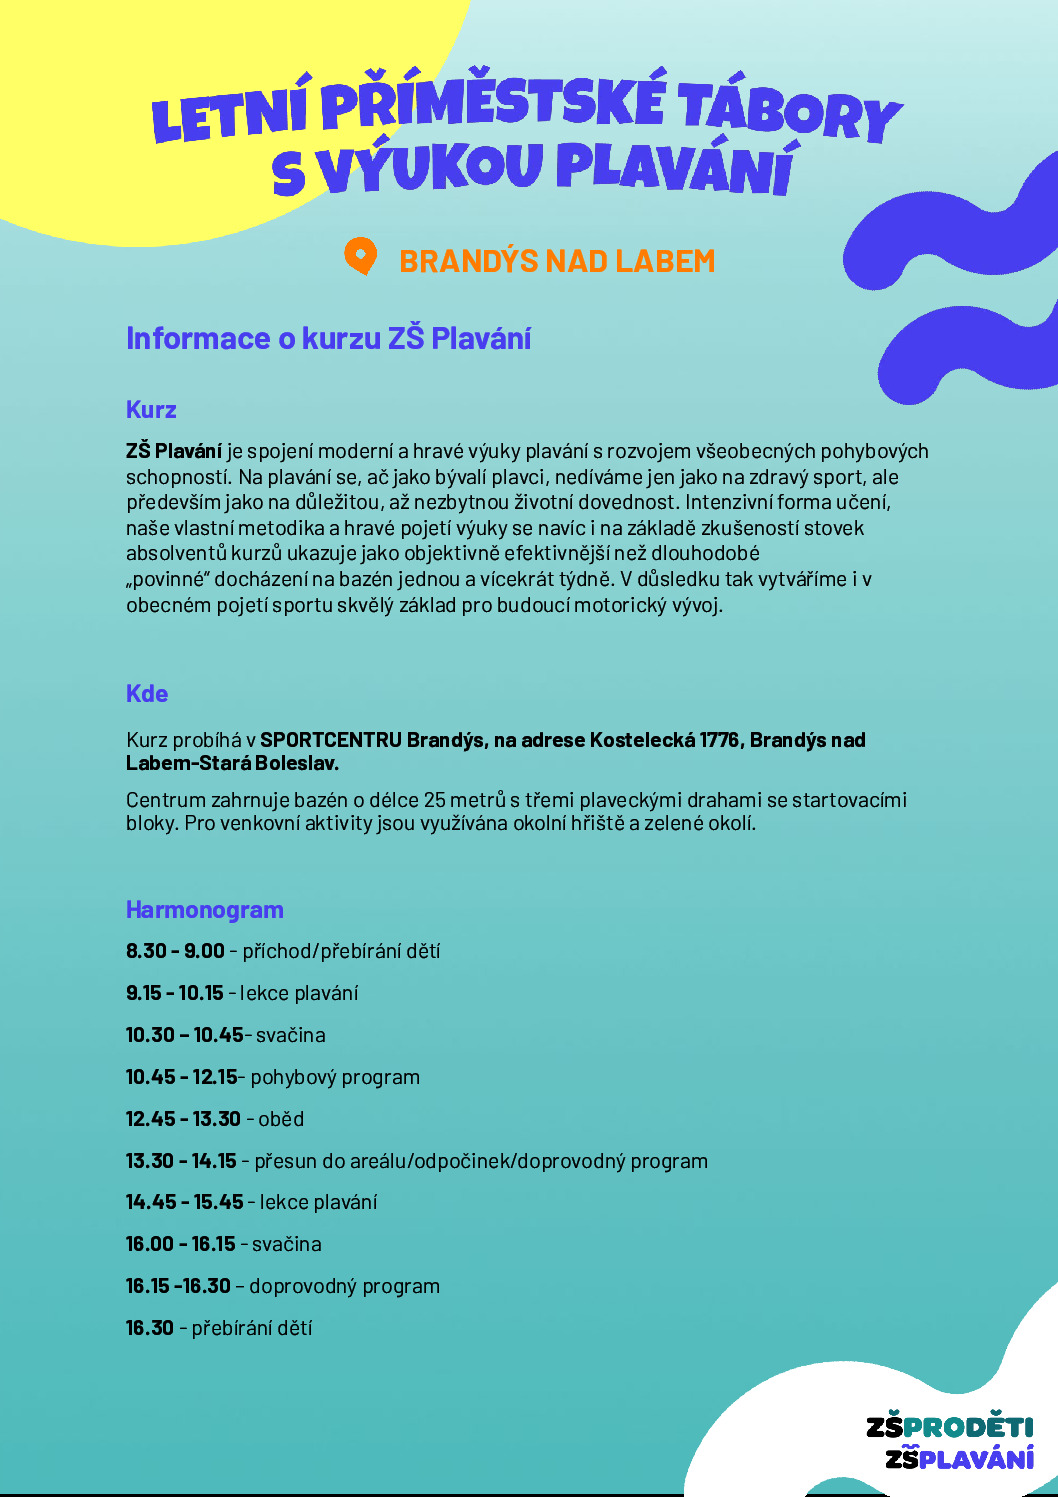 LETNÍ PŘÍMĚSTSKÉ TÁBORY
S VÝUKOU PLAVÁNÍ
BRANDÝS NAD LABEM
Informace o kurzu ZŠ Plavání
Kurz
ZŠ Plavání je spojení moderní a hravé výuky plavání s rozvojem všeobecných pohybových
schopností. Na plavání se, ač jako bývalí plavci, nedíváme jen jako na zdravý sport, ale
především jako na důležitou, až nezbytnou životní dovednost. Intenzivní forma učení,
naše vlastní metodika a hravé pojetí výuky se navíc i na základě zkušeností stovek
absolventů kurzů ukazuje jako objektivně efektivnější než dlouhodobé
„povinné“ docházení na bazén jednou a vícekrát týdně. V důsledku tak vytváříme i v
obecném pojetí sportu skvělý základ pro budoucí motorický vývoj.
Kde
Kurz probíhá v SPORTCENTRU Brandýs, na adrese Kostelecká 1776, Brandýs nad
Labem-Stará Boleslav.
Centrum zahrnuje bazén o délce 25 metrů s třemi plaveckými drahami se startovacími
bloky. Pro venkovní aktivity jsou využívána okolní hřiště a zelené okolí.
Harmonogram
8.30 - 9.00 - příchod/přebírání dětí
9.15 - 10.15 - lekce plavání
10.30 – 10.45- svačina
10.45 - 12.15- pohybový program
12.45 - 13.30 - oběd
13.30 - 14.15 - přesun do areálu/odpočinek/doprovodný program
14.45 - 15.45 - lekce plavání
16.00 - 16.15 - svačina
16.15 -16.30 – doprovodný program
16.30 - přebírání dětí
ZŠPRODĚTI
ZŠPLAVÁNÍ